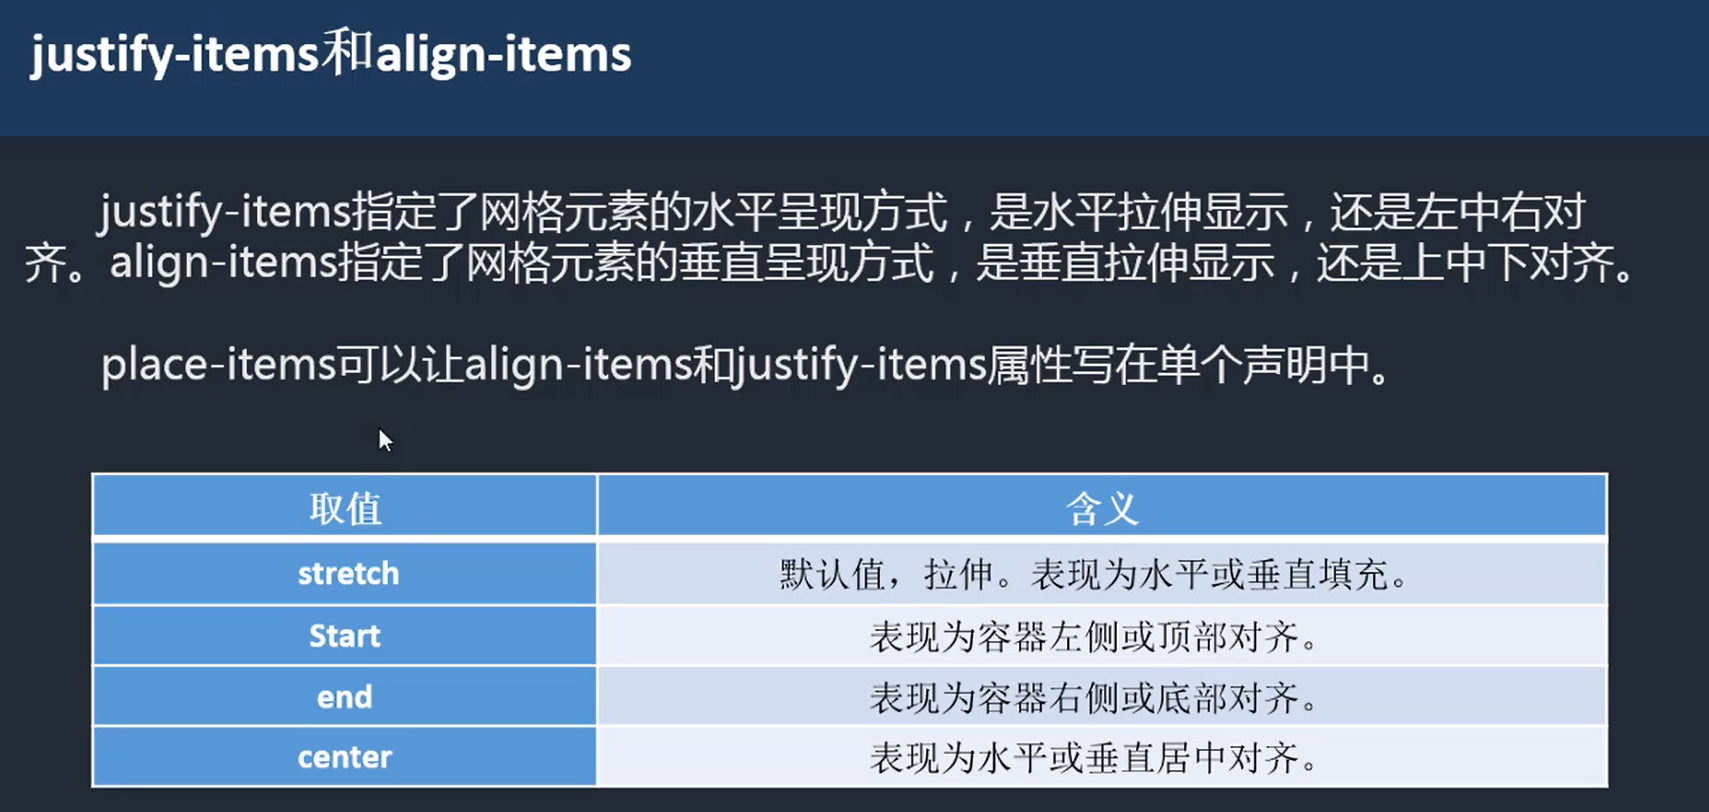 justify-items和align-items
justify-items指定了网格元素的水平呈现方式，是水平拉伸显示，还是左中右对
齐。align-items指定了网格元素的垂直呈现方式，是垂直拉伸显示，还是上中下对齐。
place-items可以让align-items和justify-items属性写在单个声明中。
取值 含义
stretch 默认值，拉伸。表现为水平或垂直填充。
Start 表现为容器左侧或顶部对齐。
end 表现为容器右侧或底部对齐。
center 表现为水平或垂直居中对齐。